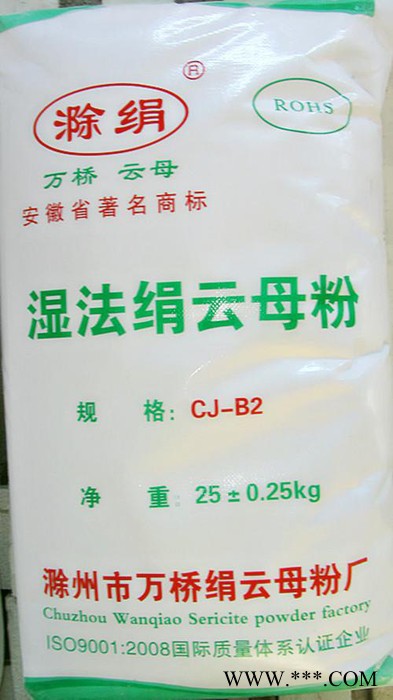 ®
滁绢
ROHS
万桥 云母
安徽省著名商标
湿法绢云母粉
规 格: CJ-B2
净 重: 25±0.25kg
滁州市万桥绢云母粉厂
Chuzhou Wanqiao Sericite powder factory
ISO9001:2008国际质量体系认证企业
www.***.com